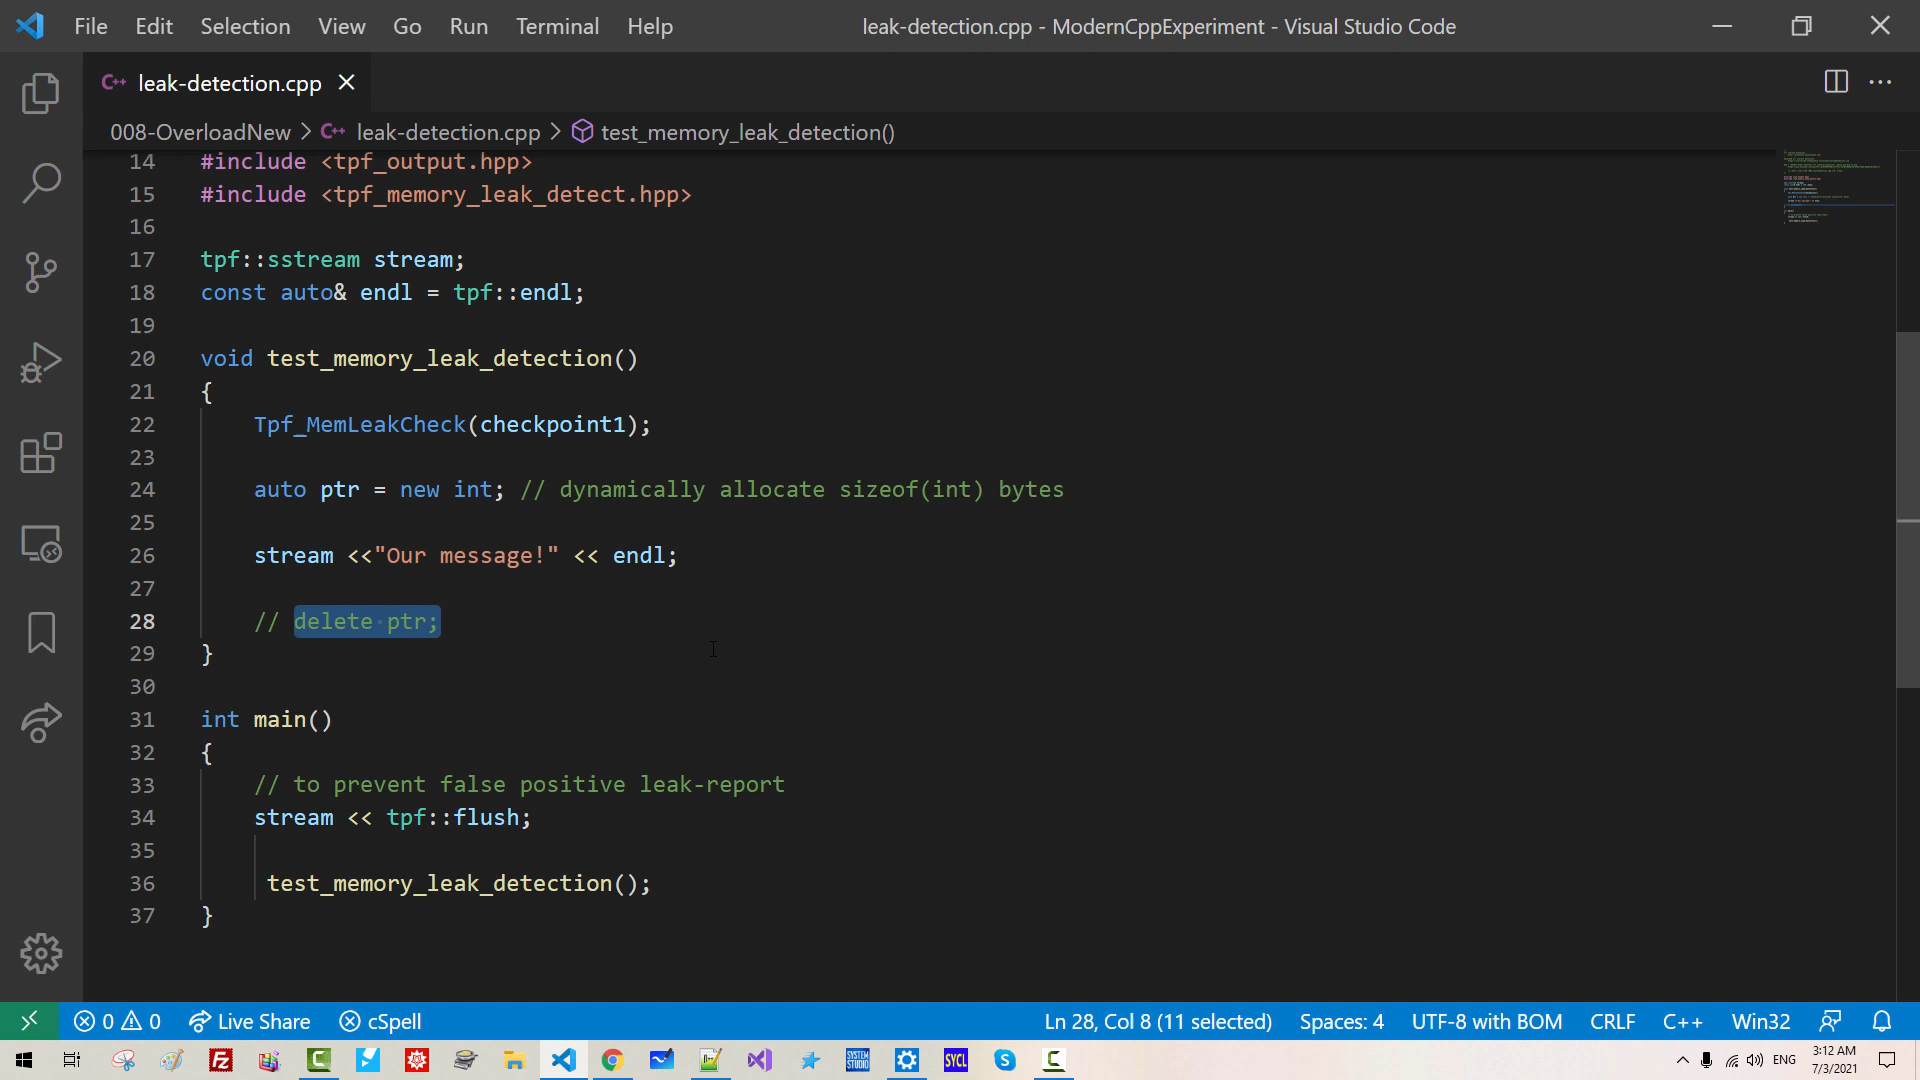 File Edit Selection View Go Run Terminal Help
leak-detection.cpp - ModernCppExperiment - Visual Studio Code
C++ leak-detection.cpp
008-OverloadNew > C++ leak-detection.cpp > test_memory_leak_detection()
14 #include <tpf_output.hpp>
15 #include <tpf_memory_leak_detect.hpp>
16
17 tpf::sstream stream;
18 const auto& endl = tpf::endl;
19
20 void test_memory_leak_detection()
21 {
22 Tpf_MemLeakCheck(checkpoint1);
23
24 auto ptr = new int; // dynamically allocate sizeof(int) bytes
25
26 stream <<"Our message!" << endl;
27
28 // delete ptr;
29 }
30
31 int main()
32 {
33 // to prevent false positive leak-report
34 stream << tpf::flush;
35
36 test_memory_leak_detection();
37 }
0 0 Live Share cSpell
Ln 28, Col 8 (11 selected) Spaces: 4 UTF-8 with BOM CRLF C++ Win32
SYSTEM STUDIO
SYCL
ENG
3:12 AM
7/3/2021